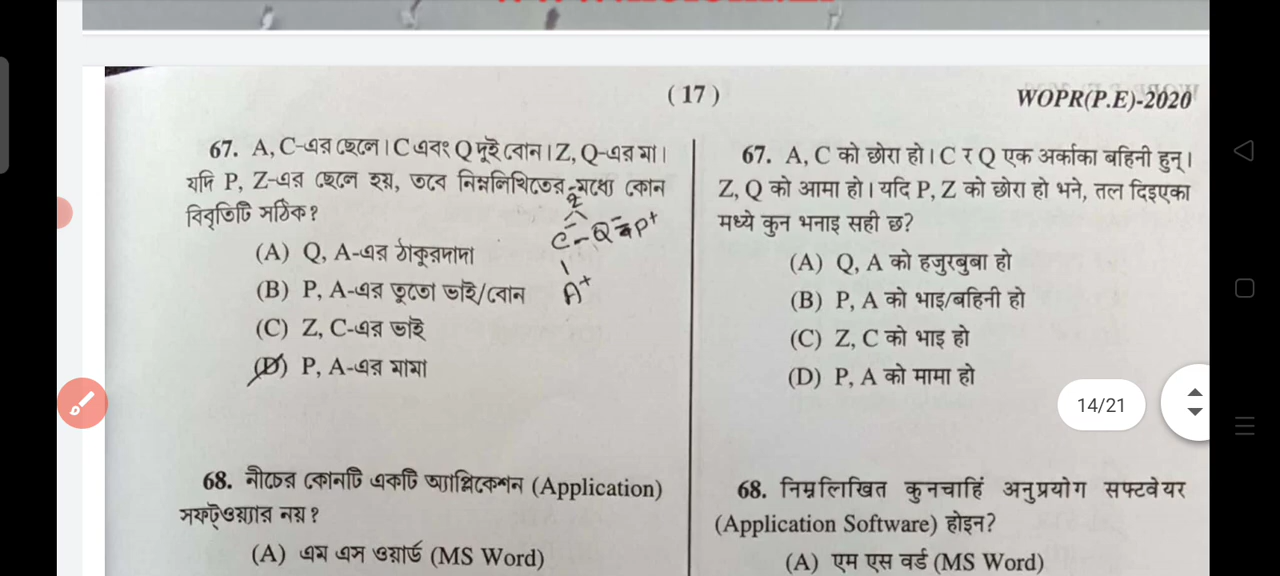 ( 17 )
WOPR(P.E)-2020
67. A, C-এর ছেলে। C এবং Q দুই বোন। Z, Q-এর মা।
যদি P, Z-এর ছেলে হয়, তবে নিম্নলিখিতের মধ্যে কোন
বিবৃতিটি সঠিক?
(A) Q, A-এর ঠাকুরদাদা
(B) P, A-এর তুতো ভাই/বোন
(C) Z, C-এর ভাই
(D) P, A-এর মামা
C - Q = P+
A+
68. নীচের কোনটি একটি অ্যাপ্লিকেশন (Application)
সফট্ওয়্যার নয়?
(A) এম এস ওয়ার্ড (MS Word)
67. A, C को छोरा हो। C र Q एक अर्काका बहिनी हुन्।
Z, Q को आमा हो। यदि P, Z को छोरा हो भने, तल दिइएका
मध्ये कुन भनाइ सही छ?
(A) Q, A को हजुरबुबा हो
(B) P, A को भाइ/बहिनी हो
(C) Z, C को भाइ हो
(D) P, A को मामा हो
14/21
68. निम्नलिखित कुनचाहिं अनुप्रयोग सफ्टवेयर
(Application Software) होइन?
(A) एम एस वर्ड (MS Word)